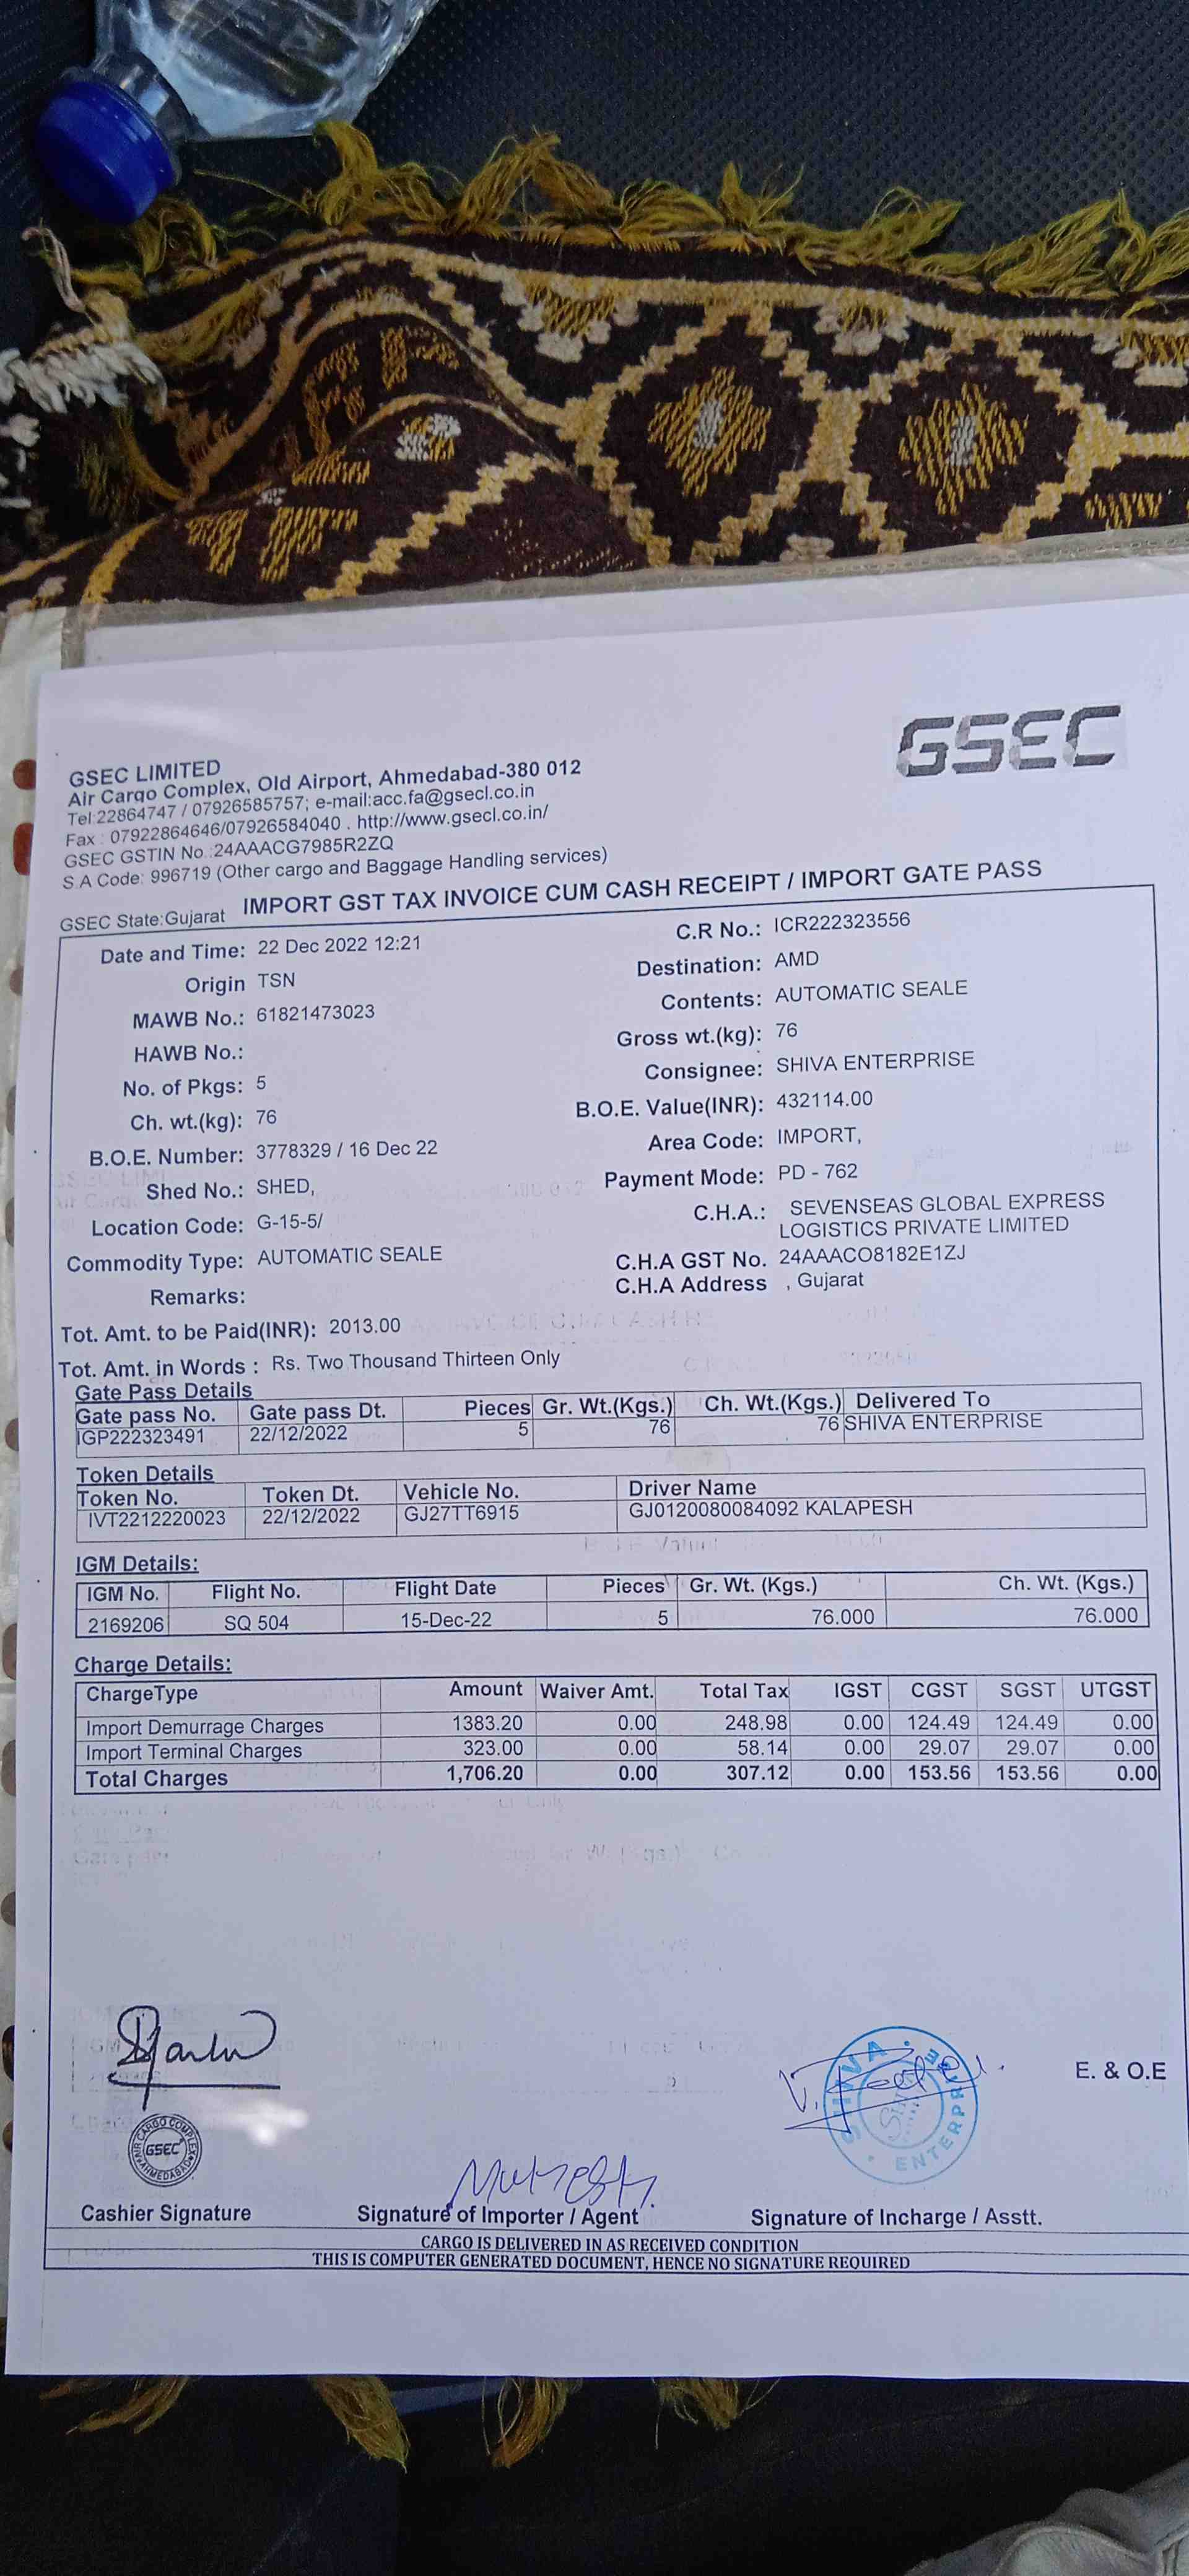 GSEC
GSEC LIMITED
Air Cargo Complex, Old Airport, Ahmedabad-380 012
Tel:22864747 / 07926585757; e-mail:acc.fa@gsecl.co.in
Fax : 07922864646/07926584040 . http://www.gsecl.co.in/
GSEC GSTIN No.:24AAACG7985R2ZQ
S.A Code: 996719 (Other cargo and Baggage Handling services)
GSEC State:Gujarat IMPORT GST TAX INVOICE CUM CASH RECEIPT / IMPORT GATE PASS
Date and Time: 22 Dec 2022 12:21 C.R No.: ICR222323556
Origin TSN Destination: AMD
MAWB No.: 61821473023 Contents: AUTOMATIC SEALE
HAWB No.: Gross wt.(kg): 76
No. of Pkgs: 5 Consignee: SHIVA ENTERPRISE
Ch. wt.(kg): 76 B.O.E. Value(INR): 432114.00
B.O.E. Number: 3778329 / 16 Dec 22 Area Code: IMPORT,
Shed No.: SHED, Payment Mode: PD - 762
Location Code: G-15-5/ C.H.A.: SEVENSEAS GLOBAL EXPRESS
LOGISTICS PRIVATE LIMITED
Commodity Type: AUTOMATIC SEALE C.H.A GST No. 24AAACO8182E1ZJ
Remarks: C.H.A Address , Gujarat
Tot. Amt. to be Paid(INR): 2013.00
Tot. Amt. in Words : Rs. Two Thousand Thirteen Only
Gate Pass Details
Gate pass No. Gate pass Dt. Pieces Gr. Wt.(Kgs.) Ch. Wt.(Kgs.) Delivered To
IGP222323491 22/12/2022 5 76 76 SHIVA ENTERPRISE
Token Details
Token No. Token Dt. Vehicle No. Driver Name
IVT2212220023 22/12/2022 GJ27TT6915 GJ0120080084092 KALAPESH
IGM Details:
IGM No. Flight No. Flight Date Pieces Gr. Wt. (Kgs.) Ch. Wt. (Kgs.)
2169206 SQ 504 15-Dec-22 5 76.000 76.000
Charge Details:
ChargeType Amount Waiver Amt. Total Tax IGST CGST SGST UTGST
Import Demurrage Charges 1383.20 0.00 248.98 0.00 124.49 124.49 0.00
Import Terminal Charges 323.00 0.00 58.14 0.00 29.07 29.07 0.00
Total Charges 1,706.20 0.00 307.12 0.00 153.56 153.56 0.00
SHIVA ENTERPRISE
E. & O.E
AIR CARGO COMPLEX AHMEDABAD
GSEC
Cashier Signature Signature of Importer / Agent Signature of Incharge / Asstt.
CARGO IS DELIVERED IN AS RECEIVED CONDITION
THIS IS COMPUTER GENERATED DOCUMENT, HENCE NO SIGNATURE REQUIRED